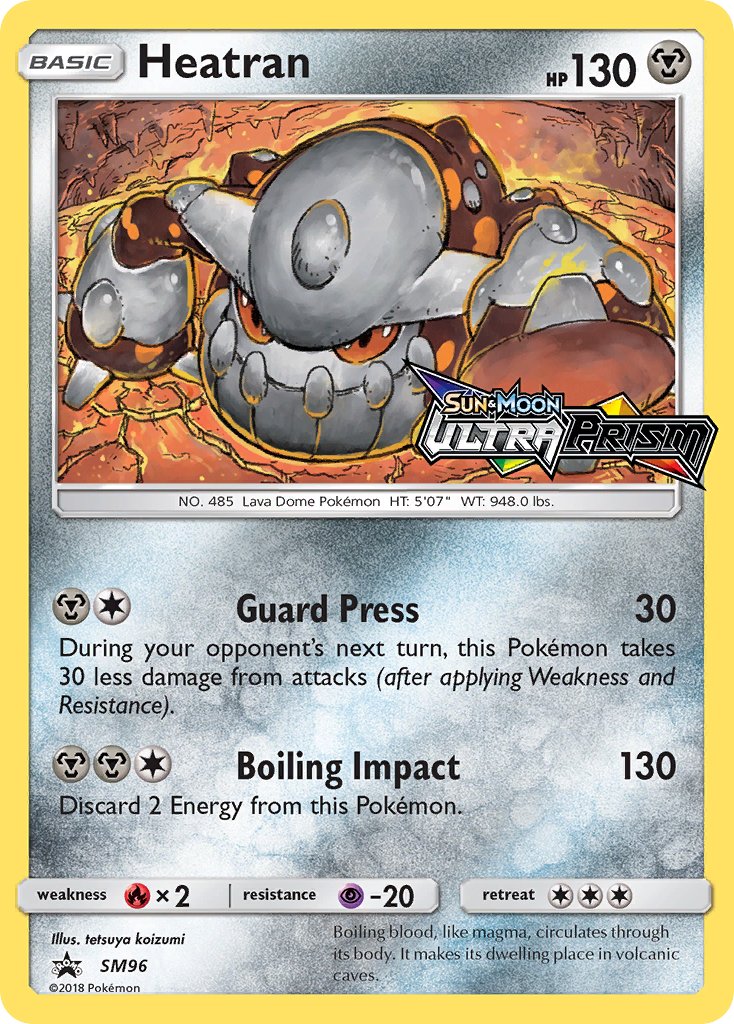 BASIC Heatran HP 130
SUN & MOON
ULTRA PRISM
NO. 485 Lava Dome Pokémon HT: 5'07" WT: 948.0 lbs.
Guard Press 30
During your opponent's next turn, this Pokémon takes
30 less damage from attacks (after applying Weakness and
Resistance).
Boiling Impact 130
Discard 2 Energy from this Pokémon.
weakness × 2 resistance -20 retreat
Illus. tetsuya koizumi
SM96
©2018 Pokémon
Boiling blood, like magma, circulates through
its body. It makes its dwelling place in volcanic
caves.